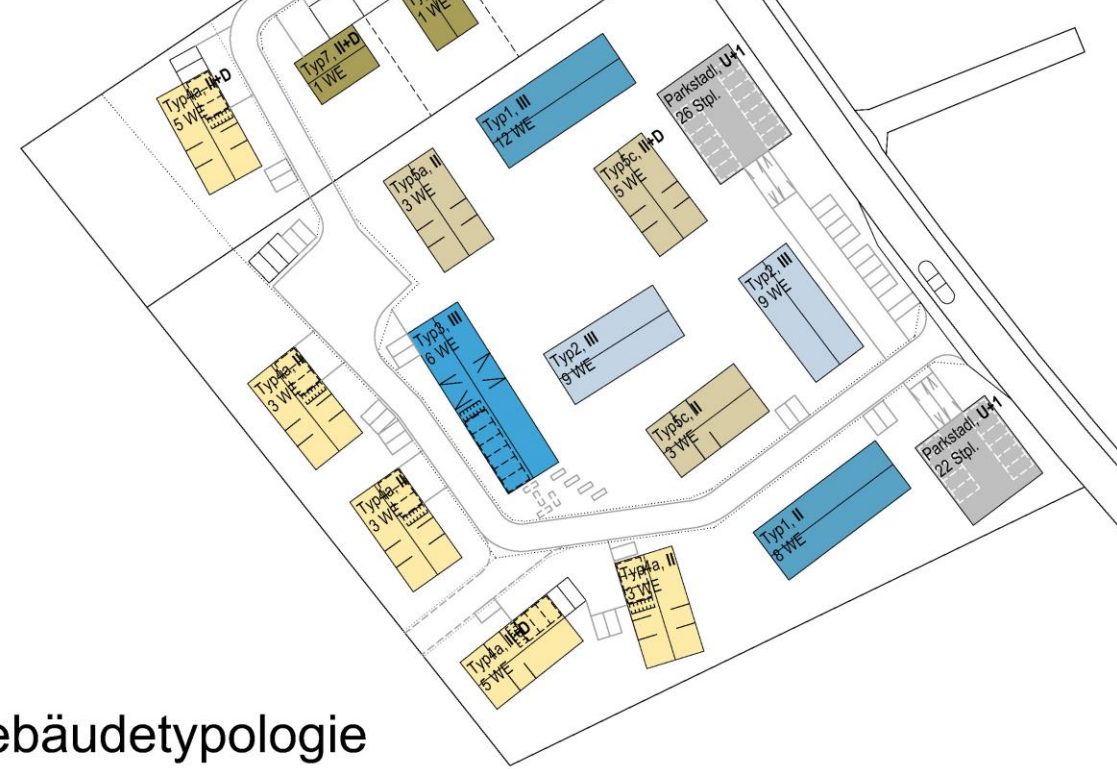 1 WE
Typ7, II+D
1 WE
Typ4a, II+D
5 WE
Typ1, III
12 WE
Parkstadl, U+1
26 Stpl.
Typ5a, II
3 WE
Typ5c, II+D
5 WE
Typ3, III
6 WE
Typ2, III
9 WE
Typ2, III
9 WE
Typ4a, II
3 WE
Typ5c, II
3 WE
Parkstadl, U+1
22 Stpl.
Typ4a, II
3 WE
Typ1, II
8 WE
Typ4a, II
3 WE
Typ4a, II+D
5 WE
ebäudetypologie